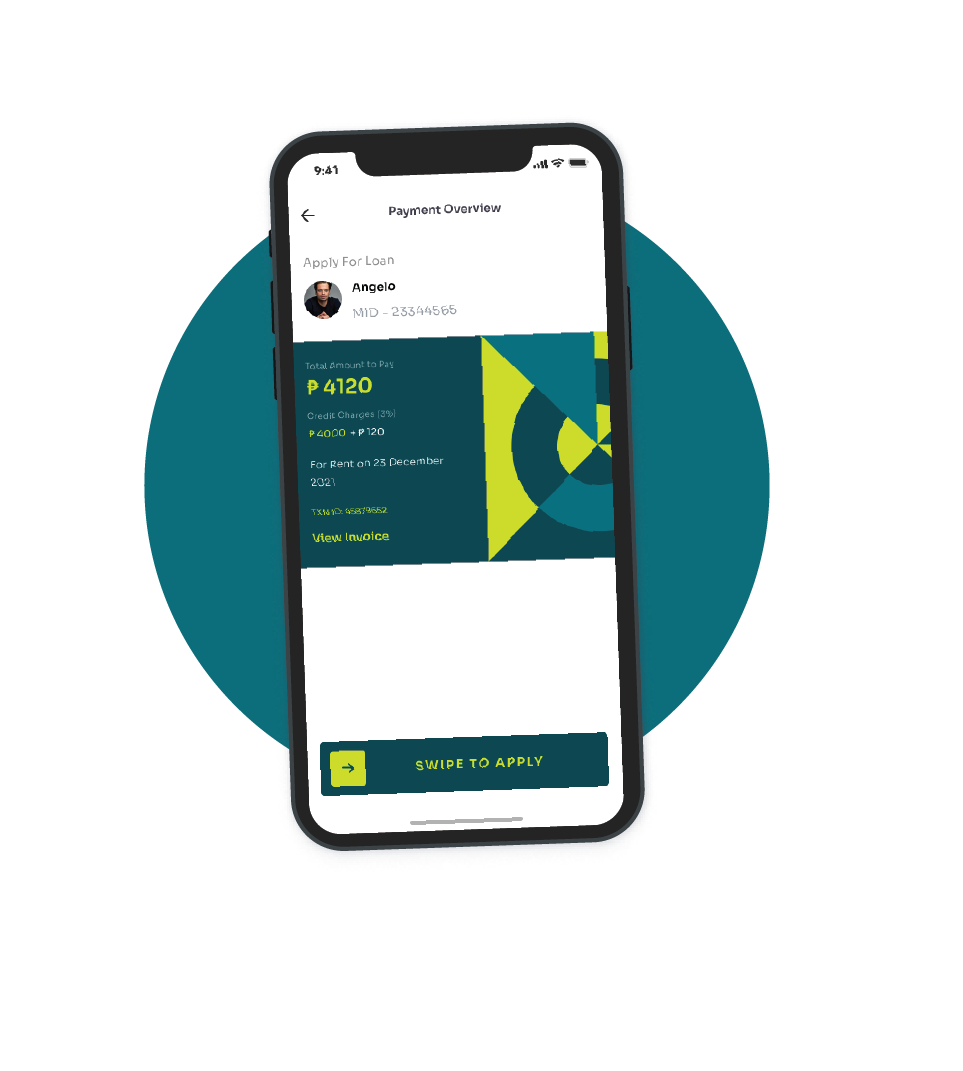 9:41
Payment Overview
Apply For Loan
Angelo
MID - 23344565
Total Amount to Pay
₱ 4120
Credit Charges (3%)
₱ 4000 + ₱ 120
For Rent on 23 December
2021
TXN ID: 45879652
View Invoice
SWIPE TO APPLY